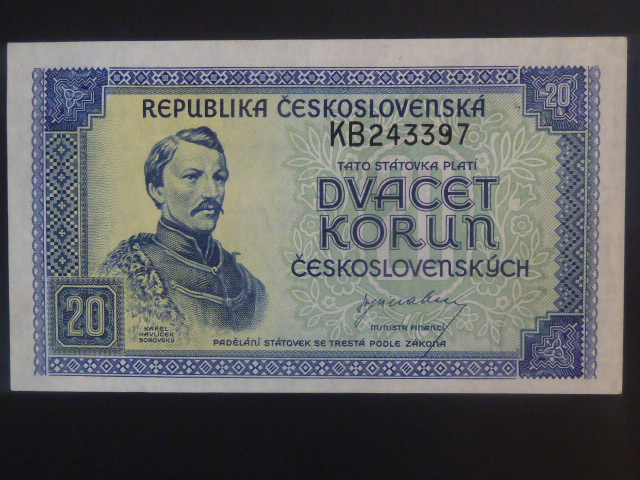 20
REPUBLIKA ČESKOSLOVENSKÁ
KB243397
TATO STÁTOVKA PLATÍ
DVACET
KORUN
ČESKOSLOVENSKÝCH
MINISTR FINANCÍ
20
KAREL
HAVLÍČEK
BOROVSKÝ
PADĚLÁNÍ STÁTOVEK SE TRESTÁ PODLE ZÁKONA
20